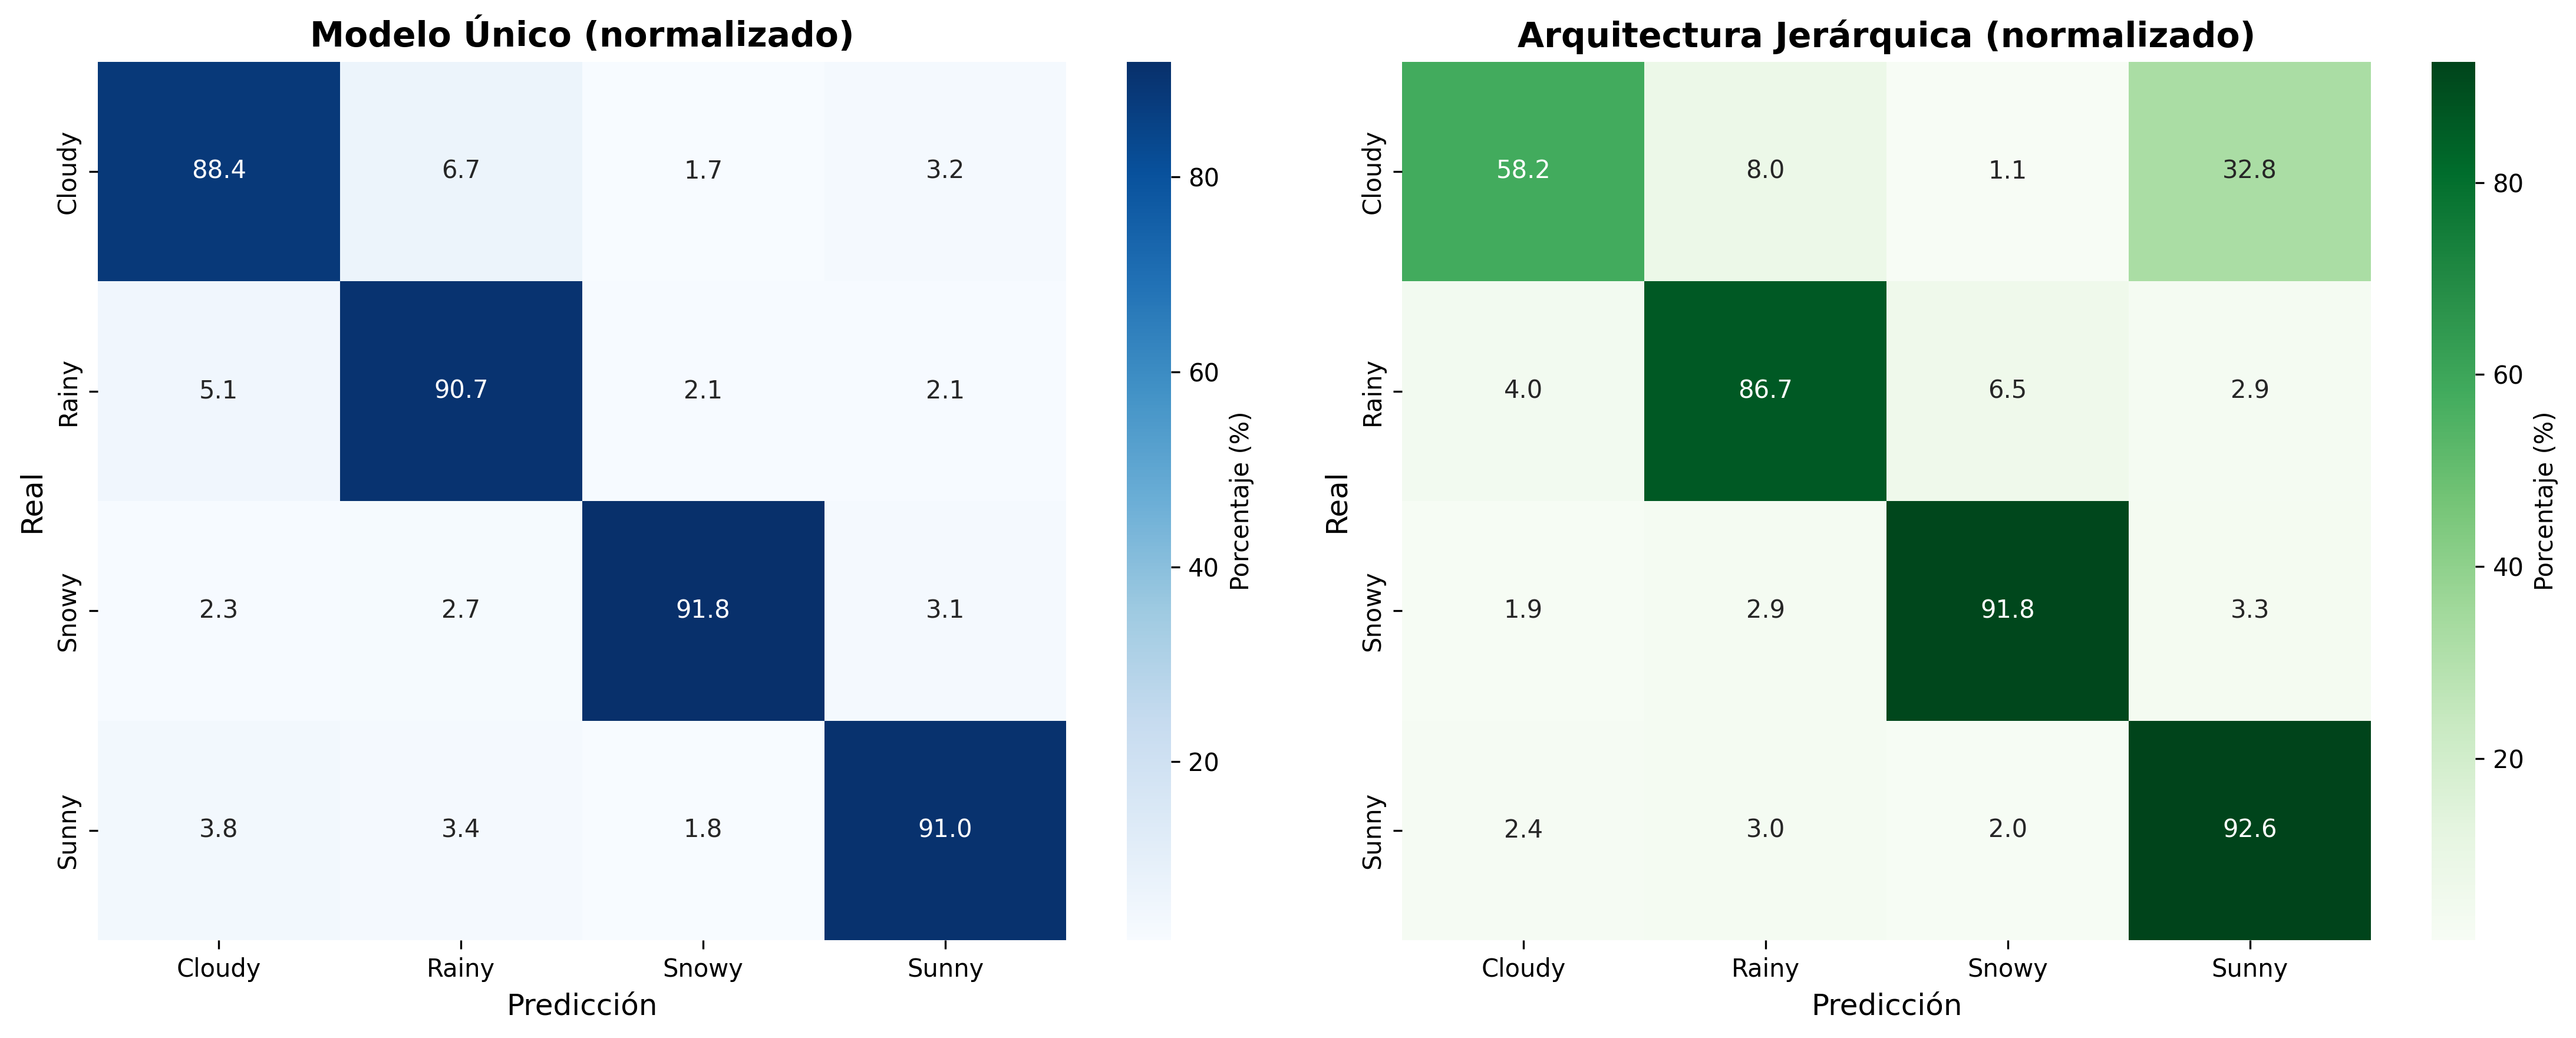 Modelo Único (normalizado)
Real
Cloudy 88.4 6.7 1.7 3.2
Rainy 5.1 90.7 2.1 2.1
Snowy 2.3 2.7 91.8 3.1
Sunny 3.8 3.4 1.8 91.0
Cloudy Rainy Snowy Sunny
Predicción
80
60
40
20
Porcentaje (%)
Arquitectura Jerárquica (normalizado)
Real
Cloudy 58.2 8.0 1.1 32.8
Rainy 4.0 86.7 6.5 2.9
Snowy 1.9 2.9 91.8 3.3
Sunny 2.4 3.0 2.0 92.6
Cloudy Rainy Snowy Sunny
Predicción
80
60
40
20
Porcentaje (%)